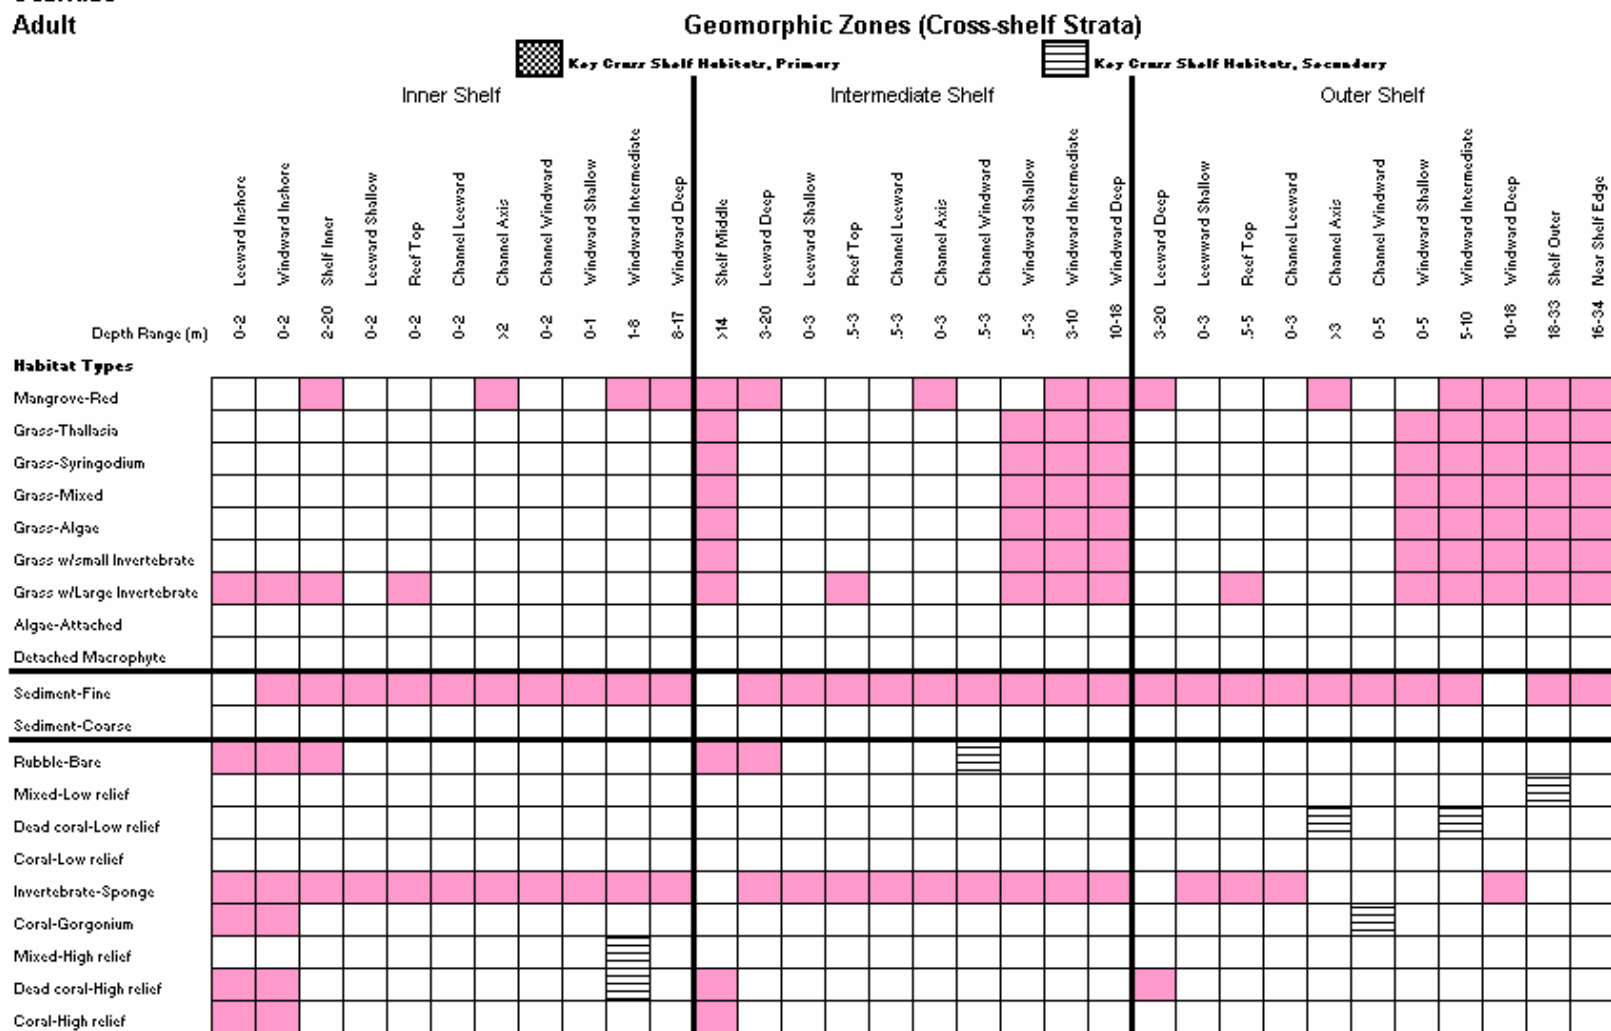 Adult
Geomorphic Zones (Cross-shelf Strata)
Key Cross Shelf Habitats, Primary
Key Cross Shelf Habitats, Secondary
Inner Shelf
Intermediate Shelf
Outer Shelf
Leeward Inshore
Windward Inshore
Shelf Inner
Leeward Shallow
Reef Top
Channel Leeward
Channel Axis
Channel Windward
Windward Shallow
Windward Intermediate
Windward Deep
Shelf Middle
Leeward Deep
Leeward Shallow
Reef Top
Channel Leeward
Channel Axis
Channel Windward
Windward Shallow
Windward Intermediate
Windward Deep
Leeward Deep
Leeward Shallow
Reef Top
Channel Leeward
Channel Axis
Channel Windward
Windward Shallow
Windward Intermediate
Windward Deep
Shelf Outer
Near Shelf Edge
Depth Range (m)
0-2
0-2
2-20
0-2
0-2
0-2
>2
0-2
0-1
1-8
8-17
>14
3-20
0-3
.5-3
.5-3
0-3
.5-3
.5-3
3-10
10-18
3-20
0-3
.5-5
0-3
>3
0-5
0-5
5-10
10-18
18-33
16-34
Habitat Types
Mangrove-Red
Grass-Thallasia
Grass-Syringodium
Grass-Mixed
Grass-Algae
Grass w/small Invertebrate
Grass w/Large Invertebrate
Algae-Attached
Detached Macrophyte
Sediment-Fine
Sediment-Coarse
Rubble-Bare
Mixed-Low relief
Dead coral-Low relief
Coral-Low relief
Invertebrate-Sponge
Coral-Gorgonium
Mixed-High relief
Dead coral-High relief
Coral-High relief